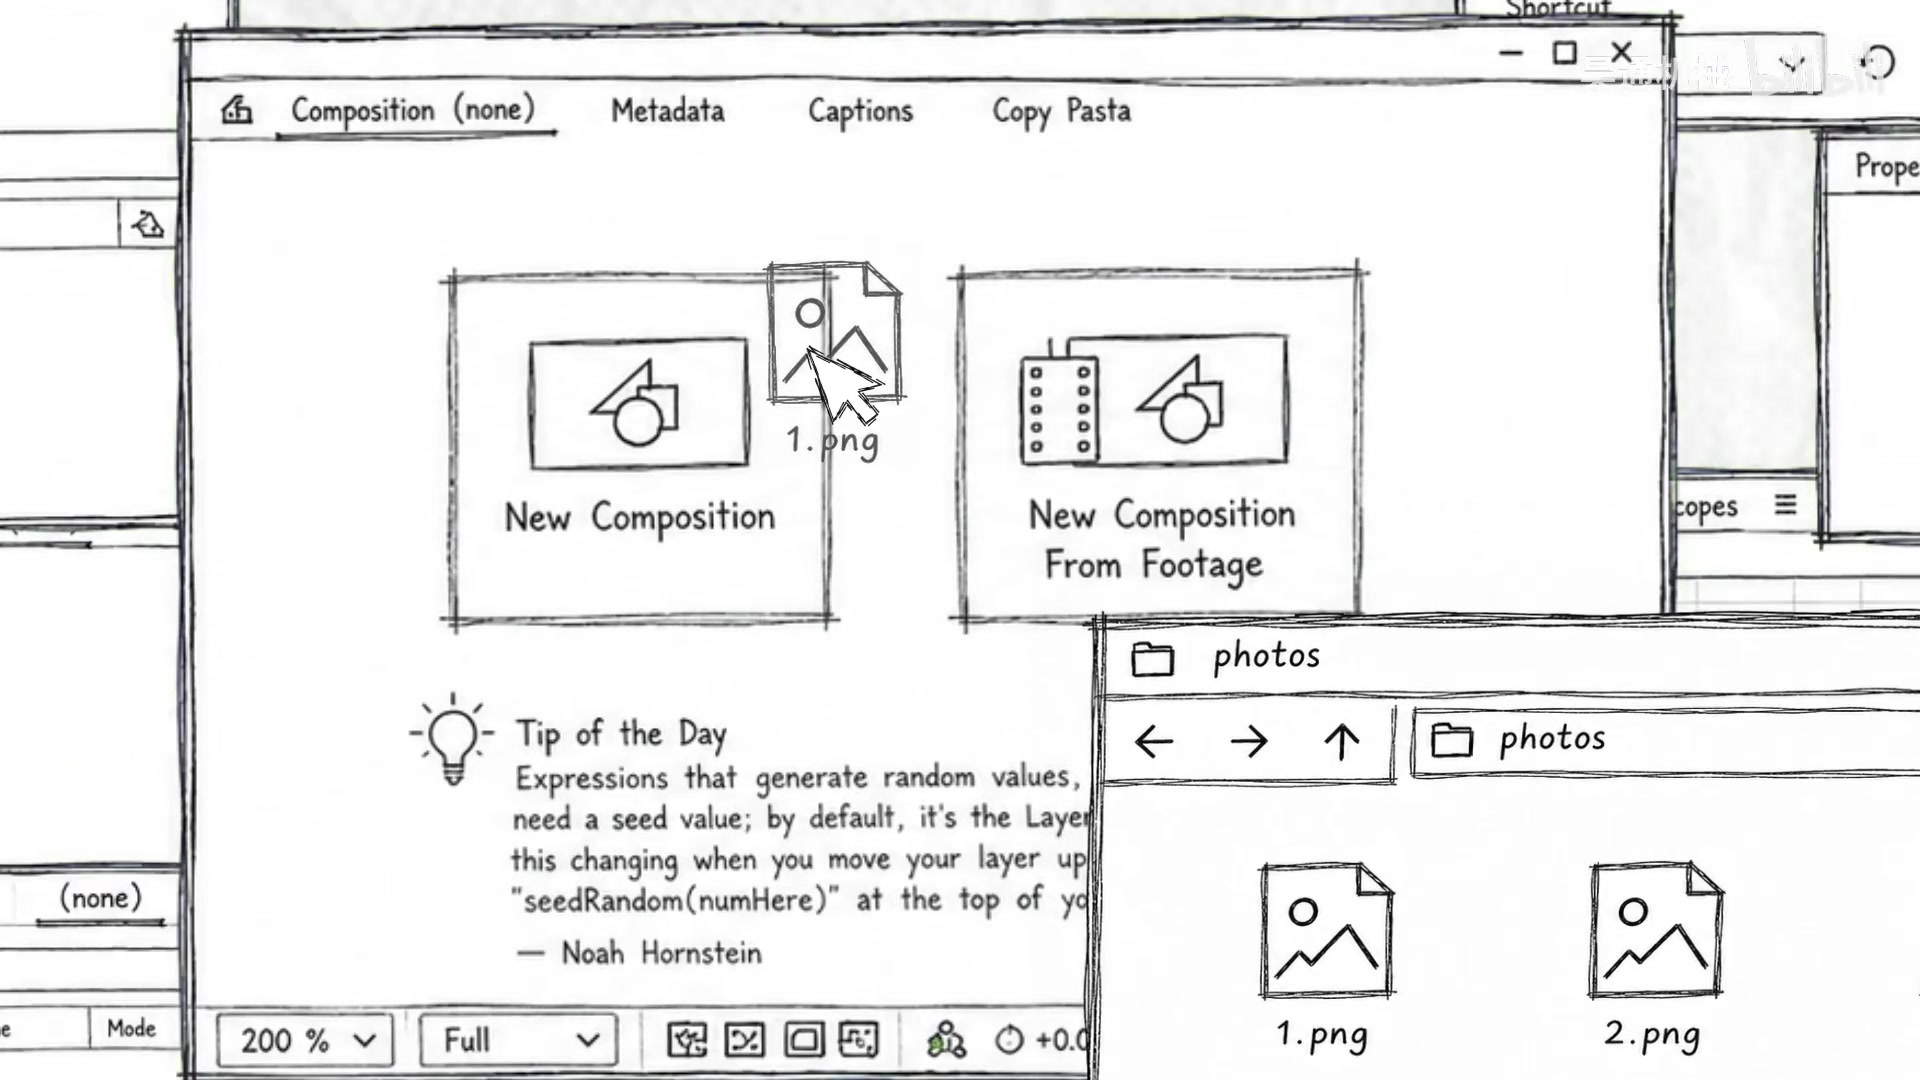 Shortcut
Composition (none)
Metadata
Captions
Copy Pasta
Prope
1.png
New Composition
New Composition
From Footage
copes
photos
photos
Tip of the Day
Expressions that generate random values,
need a seed value; by default, it's the Layer
this changing when you move your layer up
"seedRandom(numHere)" at the top of yo
— Noah Hornstein
(none)
Mode
200 %
Full
+0.0
1.png
2.png